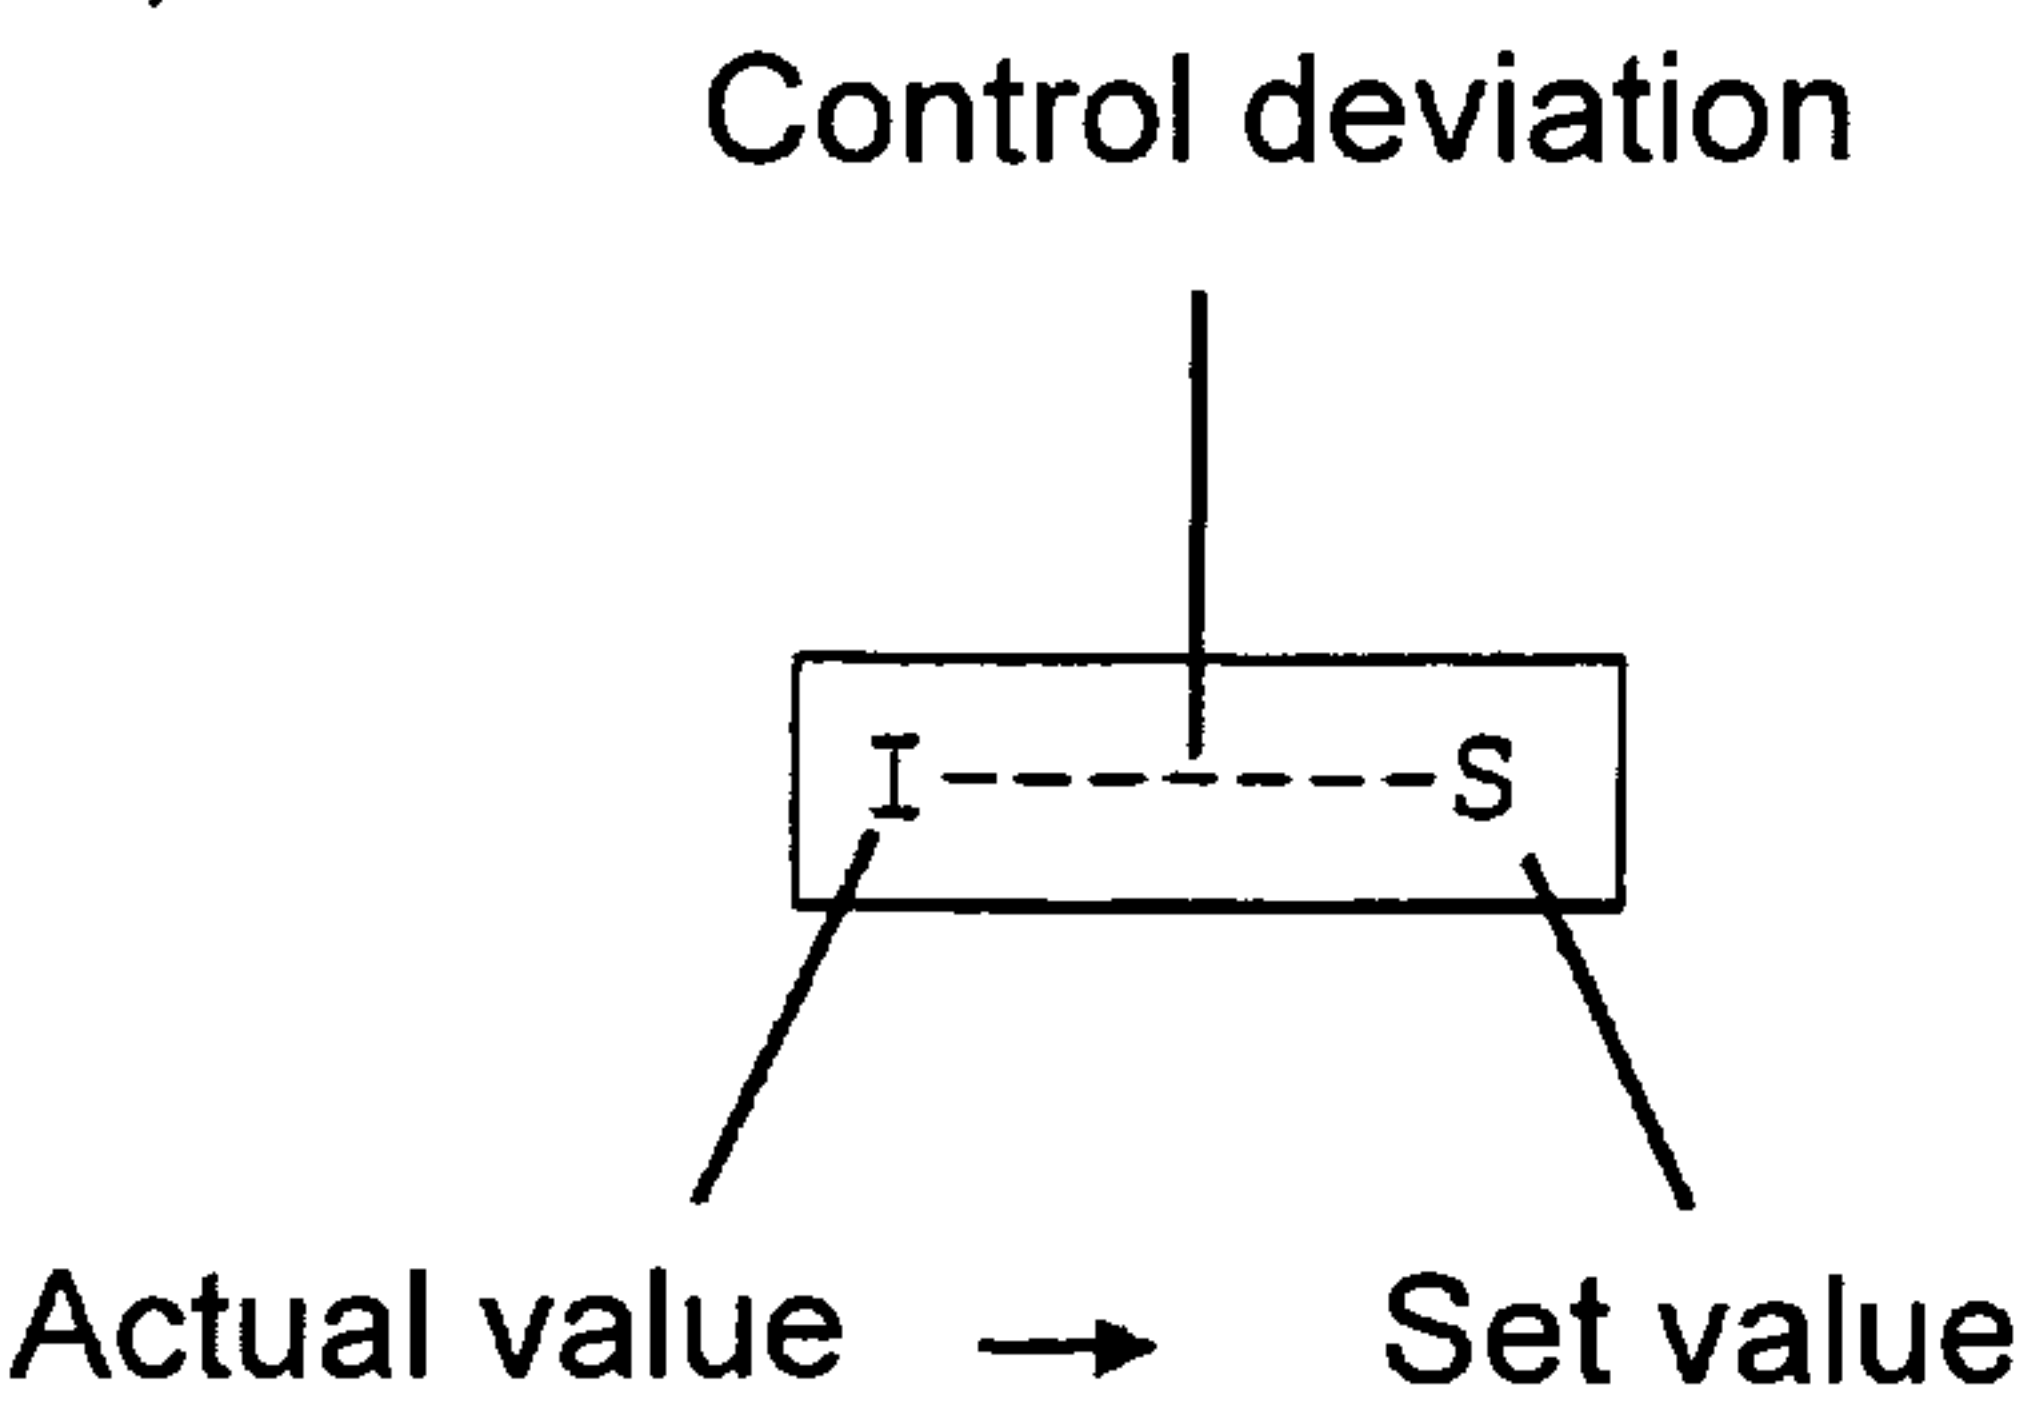 Control deviation
I-------S
Actual value → Set value